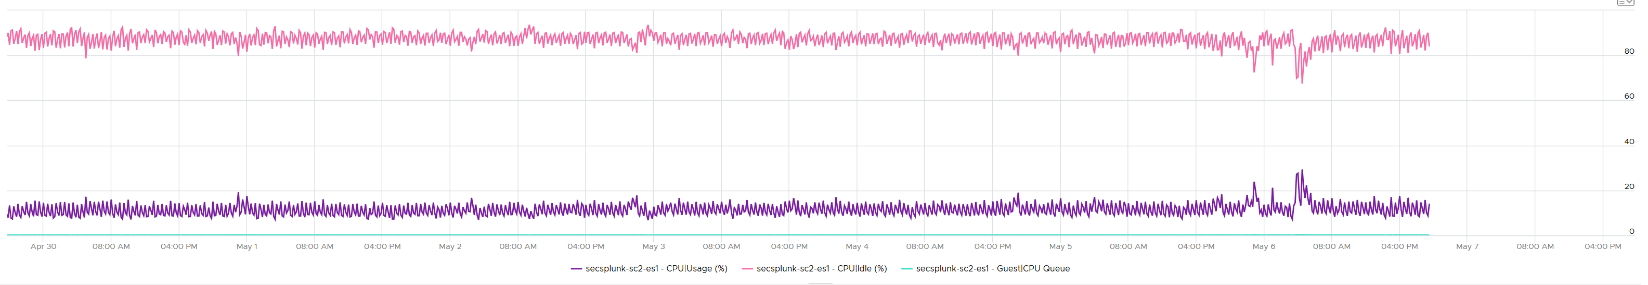 80
60
40
20
0
Apr 30 08:00 AM 04:00 PM May 1 08:00 AM 04:00 PM May 2 08:00 AM 04:00 PM May 3 08:00 AM 04:00 PM May 4 08:00 AM 04:00 PM May 5 08:00 AM 04:00 PM May 6 08:00 AM 04:00 PM May 7 08:00 AM 04:00 PM
secsplunk-sc2-es1 - CPU|Usage (%) secsplunk-sc2-es1 - CPU|Idle (%) secsplunk-sc2-es1 - Guest|CPU Queue